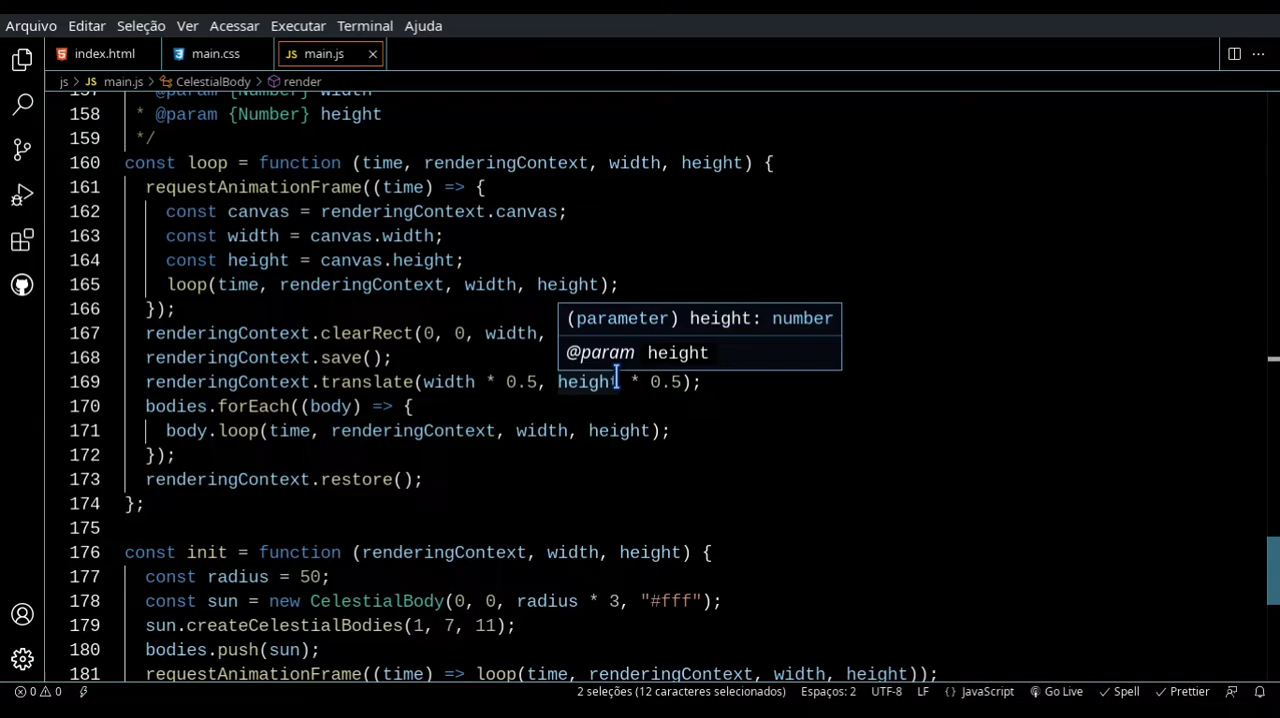 Arquivo Editar Seleção Ver Acessar Executar Terminal Ajuda
index.html main.css JS main.js
js > JS main.js > CelestialBody > render
157 * @param {Number} width
158 * @param {Number} height
159 */
160 const loop = function (time, renderingContext, width, height) {
161 requestAnimationFrame((time) => {
162 const canvas = renderingContext.canvas;
163 const width = canvas.width;
164 const height = canvas.height;
165 loop(time, renderingContext, width, height);
166 });
(parameter) height: number
167 renderingContext.clearRect(0, 0, width,
@param height
168 renderingContext.save();
169 renderingContext.translate(width * 0.5, height * 0.5);
170 bodies.forEach((body) => {
171 body.loop(time, renderingContext, width, height);
172 });
173 renderingContext.restore();
174 };
175
176 const init = function (renderingContext, width, height) {
177 const radius = 50;
178 const sun = new CelestialBody(0, 0, radius * 3, "#fff");
179 sun.createCelestialBodies(1, 7, 11);
180 bodies.push(sun);
181 requestAnimationFrame((time) => loop(time, renderingContext, width, height));
0 0 2 seleções (12 caracteres selecionados) Espaços: 2 UTF-8 LF {} JavaScript Go Live Spell Prettier